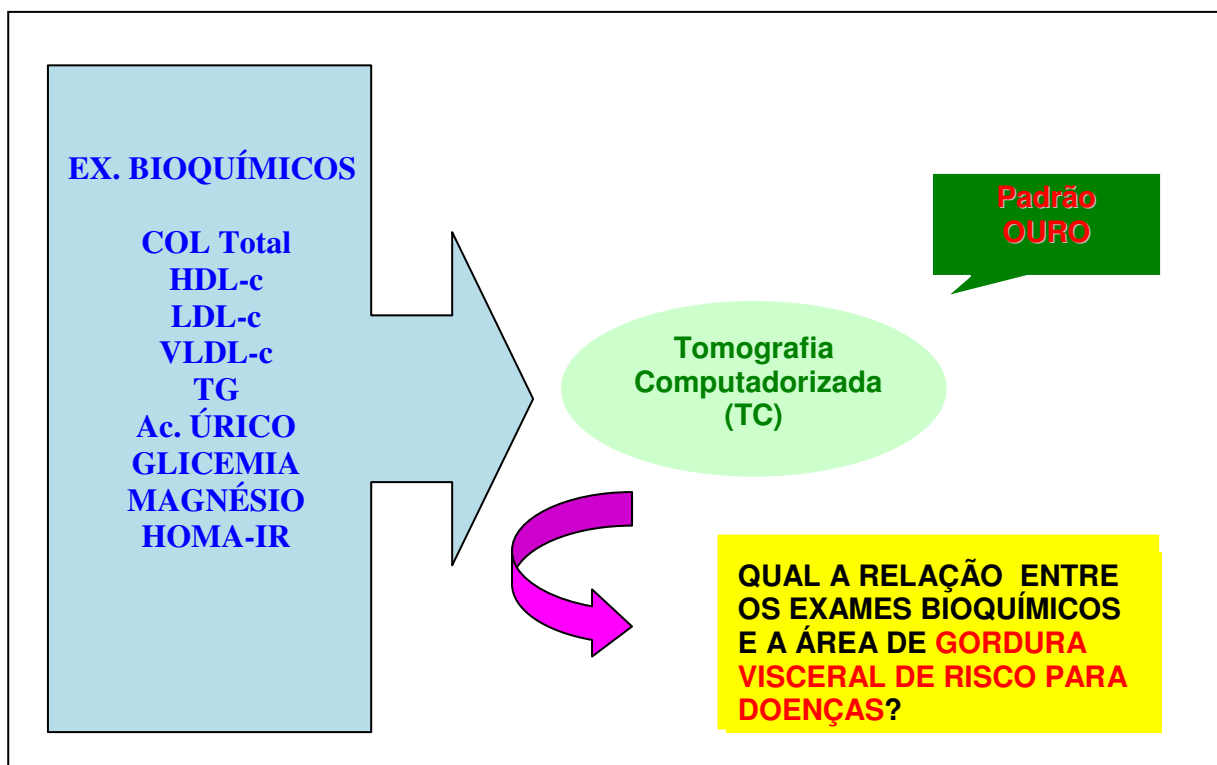 EX. BIOQUÍMICOS
COL Total
HDL-c
LDL-c
VLDL-c
TG
Ac. ÚRICO
GLICEMIA
MAGNÉSIO
HOMA-IR
Padrão
OURO
Tomografia
Computadorizada
(TC)
QUAL A RELAÇÃO ENTRE
OS EXAMES BIOQUÍMICOS
E A ÁREA DE GORDURA
VISCERAL DE RISCO PARA
DOENÇAS?